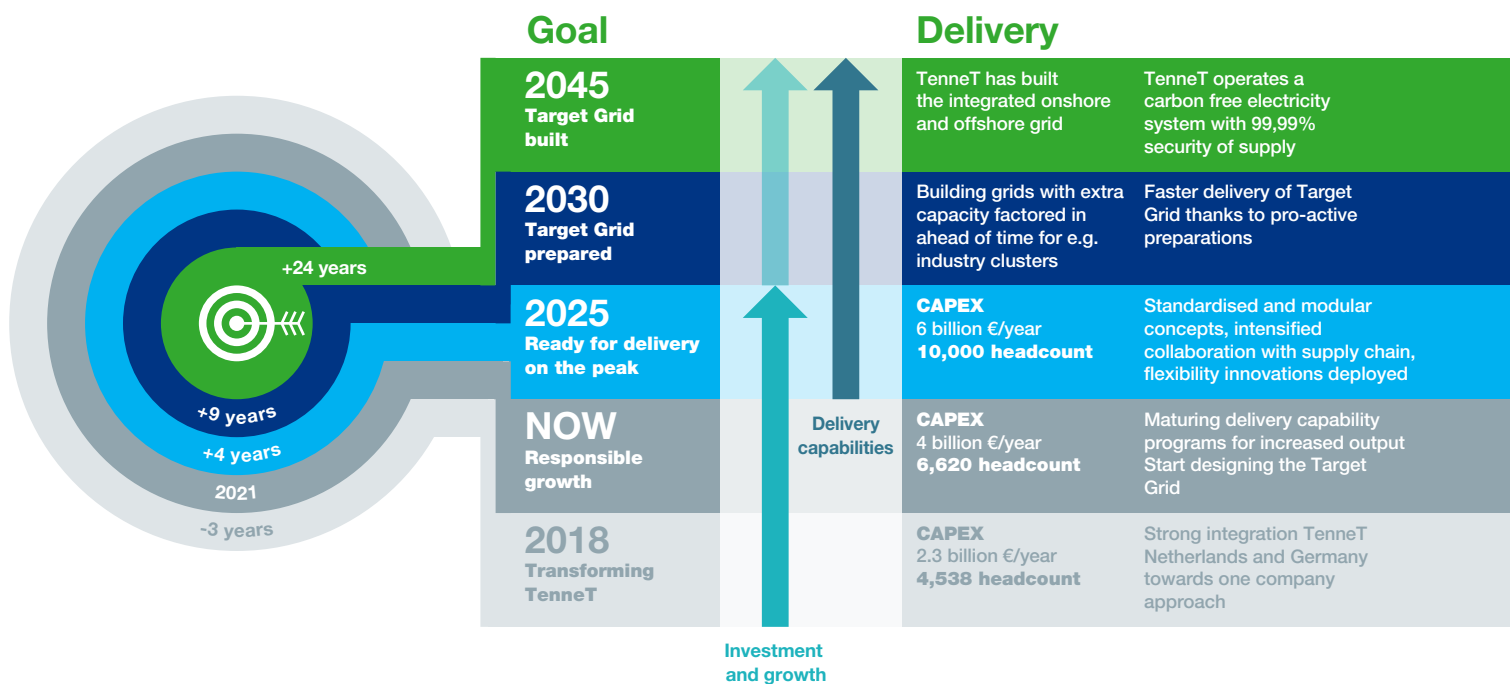 Goal
Delivery
2045
Target Grid
built
TenneT has built
the integrated onshore
and offshore grid
TenneT operates a
carbon free electricity
system with 99,99%
security of supply
2030
Target Grid
prepared
Building grids with extra
capacity factored in
ahead of time for e.g.
industry clusters
Faster delivery of Target
Grid thanks to pro-active
preparations
2025
Ready for delivery
on the peak
CAPEX
6 billion €/year
10,000 headcount
Standardised and modular
concepts, intensified
collaboration with supply chain,
flexibility innovations deployed
NOW
Responsible
growth
CAPEX
4 billion €/year
6,620 headcount
Maturing delivery capability
programs for increased output
Start designing the Target
Grid
2018
Transforming
TenneT
CAPEX
2.3 billion €/year
4,538 headcount
Strong integration TenneT
Netherlands and Germany
towards one company
approach
+24 years
+9 years
+4 years
2021
-3 years
Delivery
capabilities
Investment
and growth